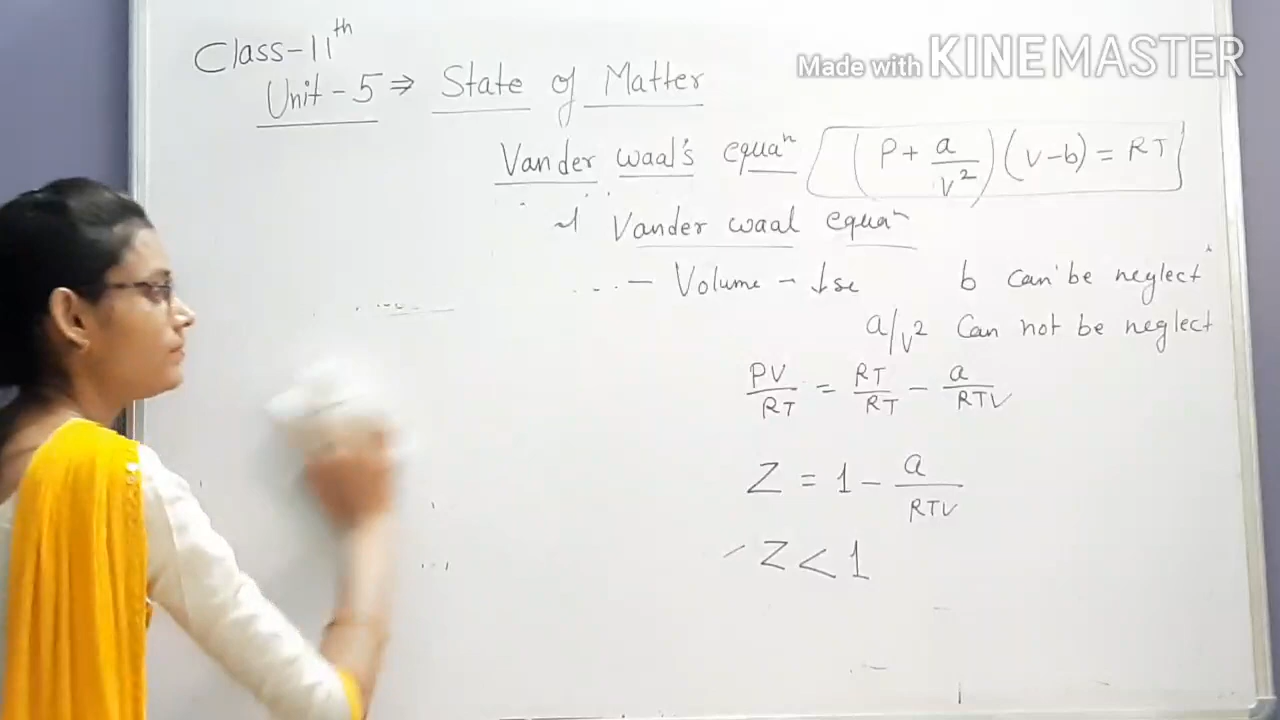 Class-11th
Made with KINEMASTER
Unit-5 ⇒ State of Matter
Vander waal's equaⁿ (P + a/v²)(v-b) = RT
Vander waal equaⁿ
- Volume - ↓se b can be neglect
a/v² Can not be neglect
PV/RT = RT/RT - a/RTV
Z = 1 - a/RTV
Z < 1